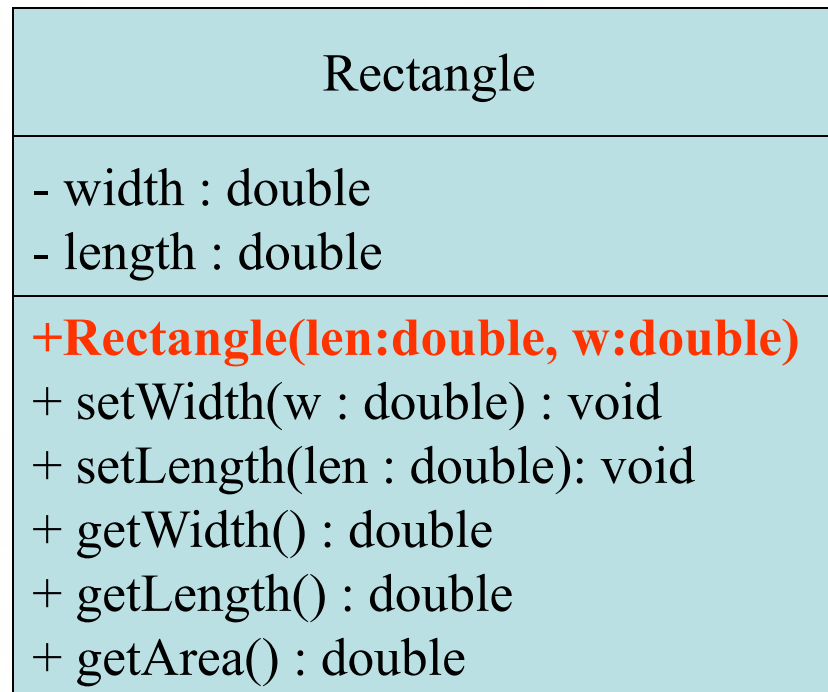 Rectangle
- width : double
- length : double
+Rectangle(len:double, w:double)
+ setWidth(w : double) : void
+ setLength(len : double): void
+ getWidth() : double
+ getLength() : double
+ getArea() : double